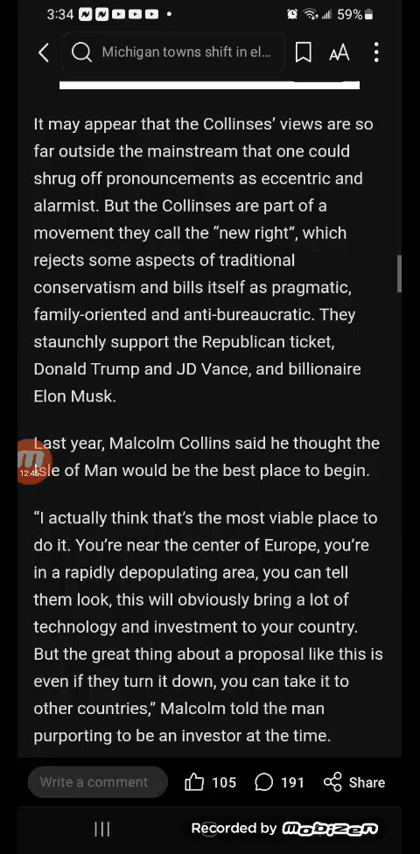 3:34 59%
Michigan towns shift in el...
It may appear that the Collinses’ views are so
far outside the mainstream that one could
shrug off pronouncements as eccentric and
alarmist. But the Collinses are part of a
movement they call the “new right”, which
rejects some aspects of traditional
conservatism and bills itself as pragmatic,
family-oriented and anti-bureaucratic. They
staunchly support the Republican ticket,
Donald Trump and JD Vance, and billionaire
Elon Musk.
Last year, Malcolm Collins said he thought the
Isle of Man would be the best place to begin.
12:45
“I actually think that’s the most viable place to
do it. You’re near the center of Europe, you’re
in a rapidly depopulating area, you can tell
them look, this will obviously bring a lot of
technology and investment to your country.
But the great thing about a proposal like this is
even if they turn it down, you can take it to
other countries,” Malcolm told the man
purporting to be an investor at the time.
Write a comment 105 191 Share
Recorded by mobizen